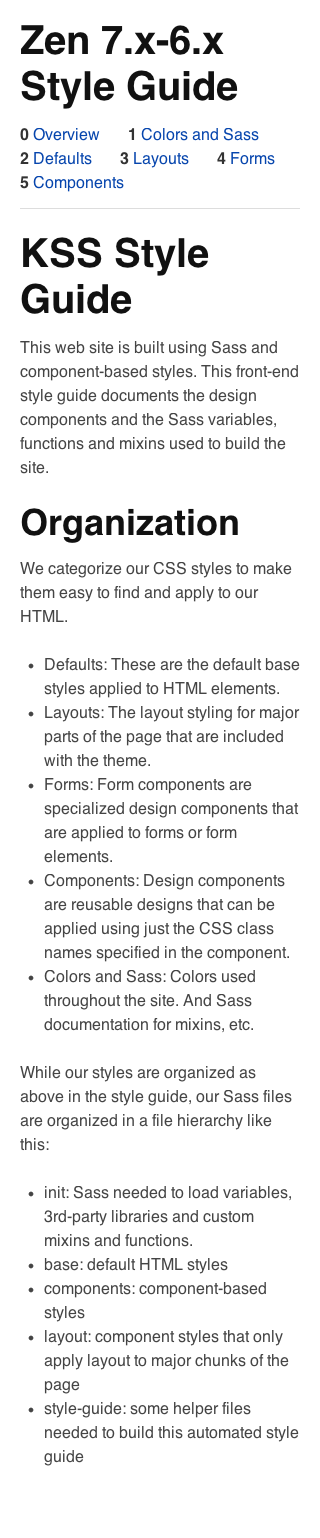 Zen 7.x-6.x
Style Guide
0 Overview 1 Colors and Sass
2 Defaults 3 Layouts 4 Forms
5 Components
KSS Style
Guide
This web site is built using Sass and
component-based styles. This front-end
style guide documents the design
components and the Sass variables,
functions and mixins used to build the
site.
Organization
We categorize our CSS styles to make
them easy to find and apply to our
HTML.
• Defaults: These are the default base
styles applied to HTML elements.
• Layouts: The layout styling for major
parts of the page that are included
with the theme.
• Forms: Form components are
specialized design components that
are applied to forms or form
elements.
• Components: Design components
are reusable designs that can be
applied using just the CSS class
names specified in the component.
• Colors and Sass: Colors used
throughout the site. And Sass
documentation for mixins, etc.
While our styles are organized as
above in the style guide, our Sass files
are organized in a file hierarchy like
this:
• init: Sass needed to load variables,
3rd-party libraries and custom
mixins and functions.
• base: default HTML styles
• components: component-based
styles
• layout: component styles that only
apply layout to major chunks of the
page
• style-guide: some helper files
needed to build this automated style
guide